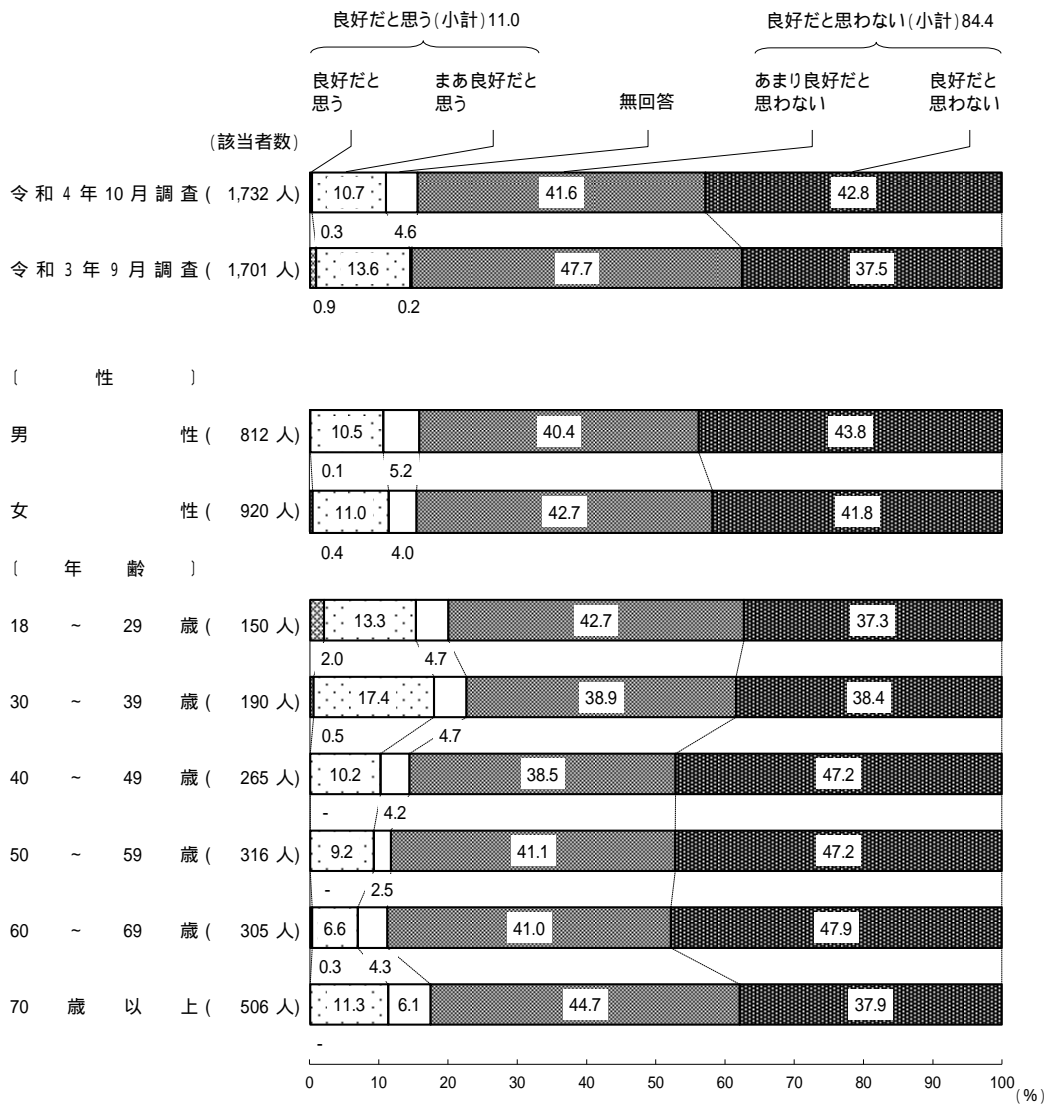 良好だと思う(小計)11.0
良好だと思わない(小計)84.4
良好だと
思う
まあ良好だと
思う
無回答
あまり良好だと
思わない
良好だと
思わない
(該当者数)
令和4年10月調査( 1,732 人)
10.7
41.6
42.8
0.3
4.6
令和3年9月調査( 1,701 人)
13.6
47.7
37.5
0.9
0.2
〔 性 〕
男 性( 812 人)
10.5
40.4
43.8
0.1
5.2
女 性( 920 人)
11.0
42.7
41.8
0.4
4.0
〔 年 齢 〕
18 ~ 29 歳( 150 人)
13.3
42.7
37.3
2.0
4.7
30 ~ 39 歳( 190 人)
17.4
38.9
38.4
0.5
4.7
40 ~ 49 歳( 265 人)
10.2
38.5
47.2
-
4.2
50 ~ 59 歳( 316 人)
9.2
41.1
47.2
-
2.5
60 ~ 69 歳( 305 人)
6.6
41.0
47.9
0.3
4.3
70 歳 以 上( 506 人)
11.3
6.1
44.7
37.9
-
0 10 20 30 40 50 60 70 80 90 100
(%)